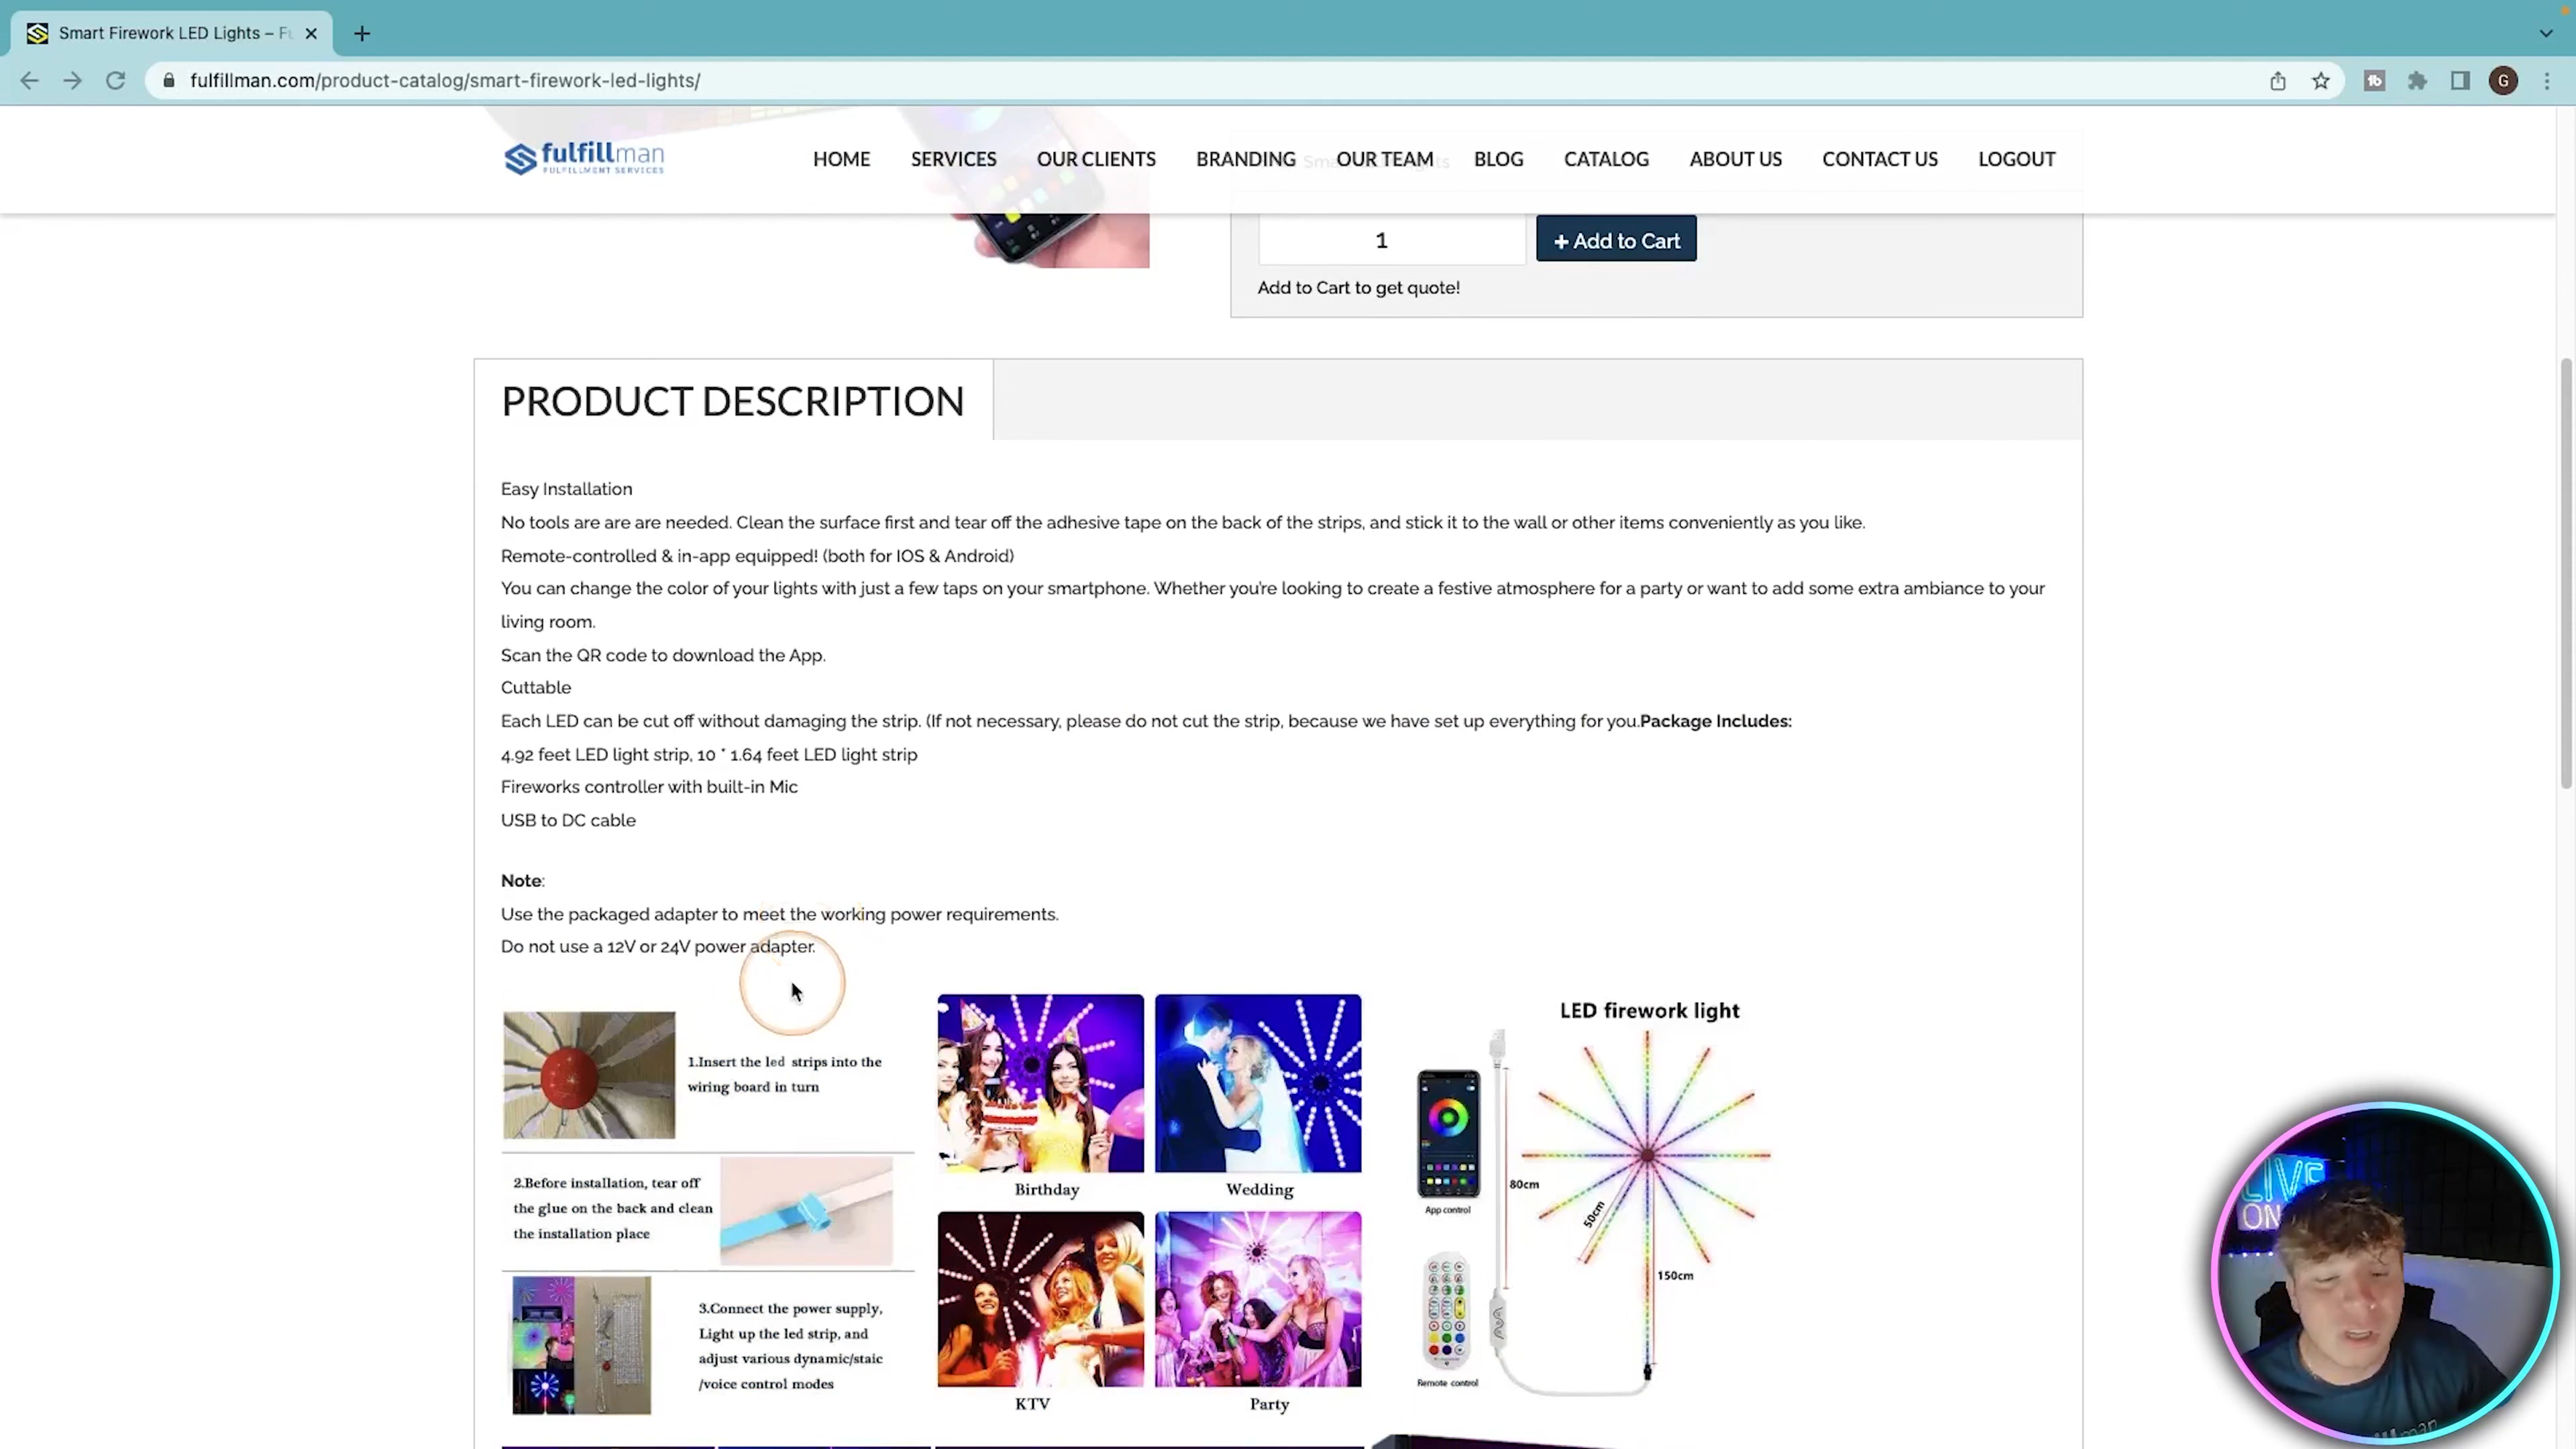 Smart Firework LED Lights – Fu
fulfillman.com/product-catalog/smart-firework-led-lights/
G
fulfillman
FULFILLMENT SERVICES
HOME SERVICES OUR CLIENTS BRANDING OUR TEAM BLOG CATALOG ABOUT US CONTACT US LOGOUT
1
+ Add to Cart
Add to Cart to get quote!
PRODUCT DESCRIPTION
Easy Installation
No tools are are are needed. Clean the surface first and tear off the adhesive tape on the back of the strips, and stick it to the wall or other items conveniently as you like.
Remote-controlled & in-app equipped! (both for IOS & Android)
You can change the color of your lights with just a few taps on your smartphone. Whether you're looking to create a festive atmosphere for a party or want to add some extra ambiance to your
living room.
Scan the QR code to download the App.
Cuttable
Each LED can be cut off without damaging the strip. (If not necessary, please do not cut the strip, because we have set up everything for you.Package Includes:
4.92 feet LED light strip, 10 * 1.64 feet LED light strip
Fireworks controller with built-in Mic
USB to DC cable
Note:
Use the packaged adapter to meet the working power requirements.
Do not use a 12V or 24V power adapter.
1.Insert the led strips into the
wiring board in turn
2.Before installation, tear off
the glue on the back and clean
the installation place
3.Connect the power supply,
Light up the led strip, and
adjust various dynamic/staic
/voice control modes
Birthday
Wedding
KTV
Party
LED firework light
App control
80cm
50cm
150cm
Remote control
LIVE
ON